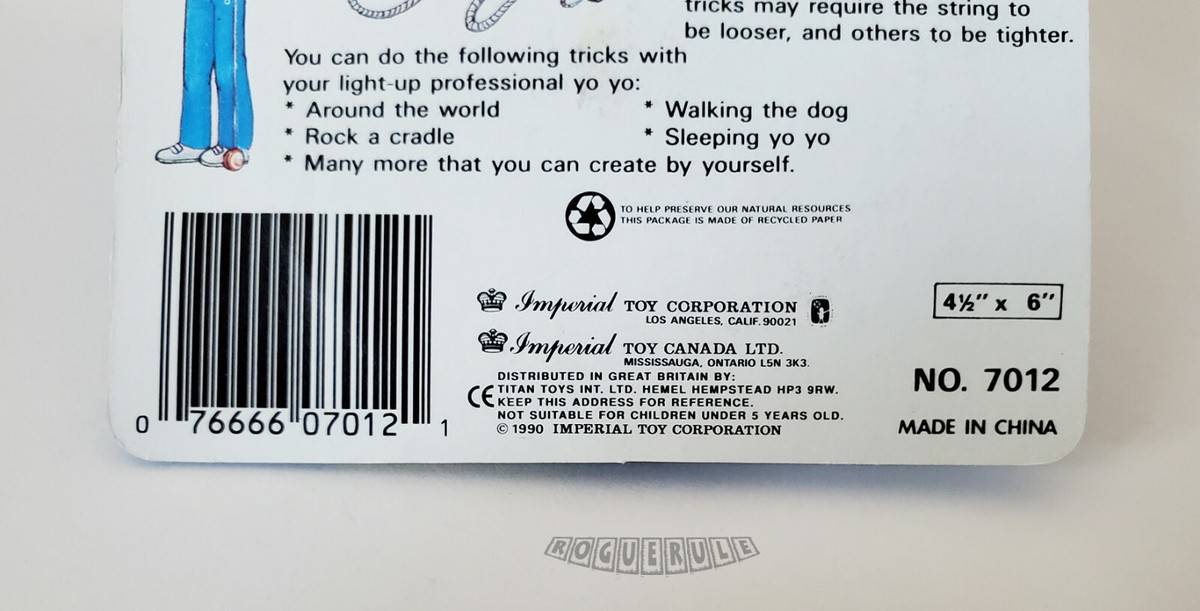 tricks may require the string to
be looser, and others to be tighter.
You can do the following tricks with
your light-up professional yo yo:
* Around the world * Walking the dog
* Rock a cradle * Sleeping yo yo
* Many more that you can create by yourself.
TO HELP PRESERVE OUR NATURAL RESOURCES
THIS PACKAGE IS MADE OF RECYCLED PAPER
Imperial TOY CORPORATION
LOS ANGELES, CALIF. 90021
4½" x 6"
Imperial TOY CANADA LTD.
MISSISSAUGA, ONTARIO L5N 3K3.
DISTRIBUTED IN GREAT BRITAIN BY:
CE TITAN TOYS INT. LTD. HEMEL HEMPSTEAD HP3 9RW.
KEEP THIS ADDRESS FOR REFERENCE.
NOT SUITABLE FOR CHILDREN UNDER 5 YEARS OLD.
© 1990 IMPERIAL TOY CORPORATION
NO. 7012
MADE IN CHINA
0 76666 07012 1
ROGUERULE